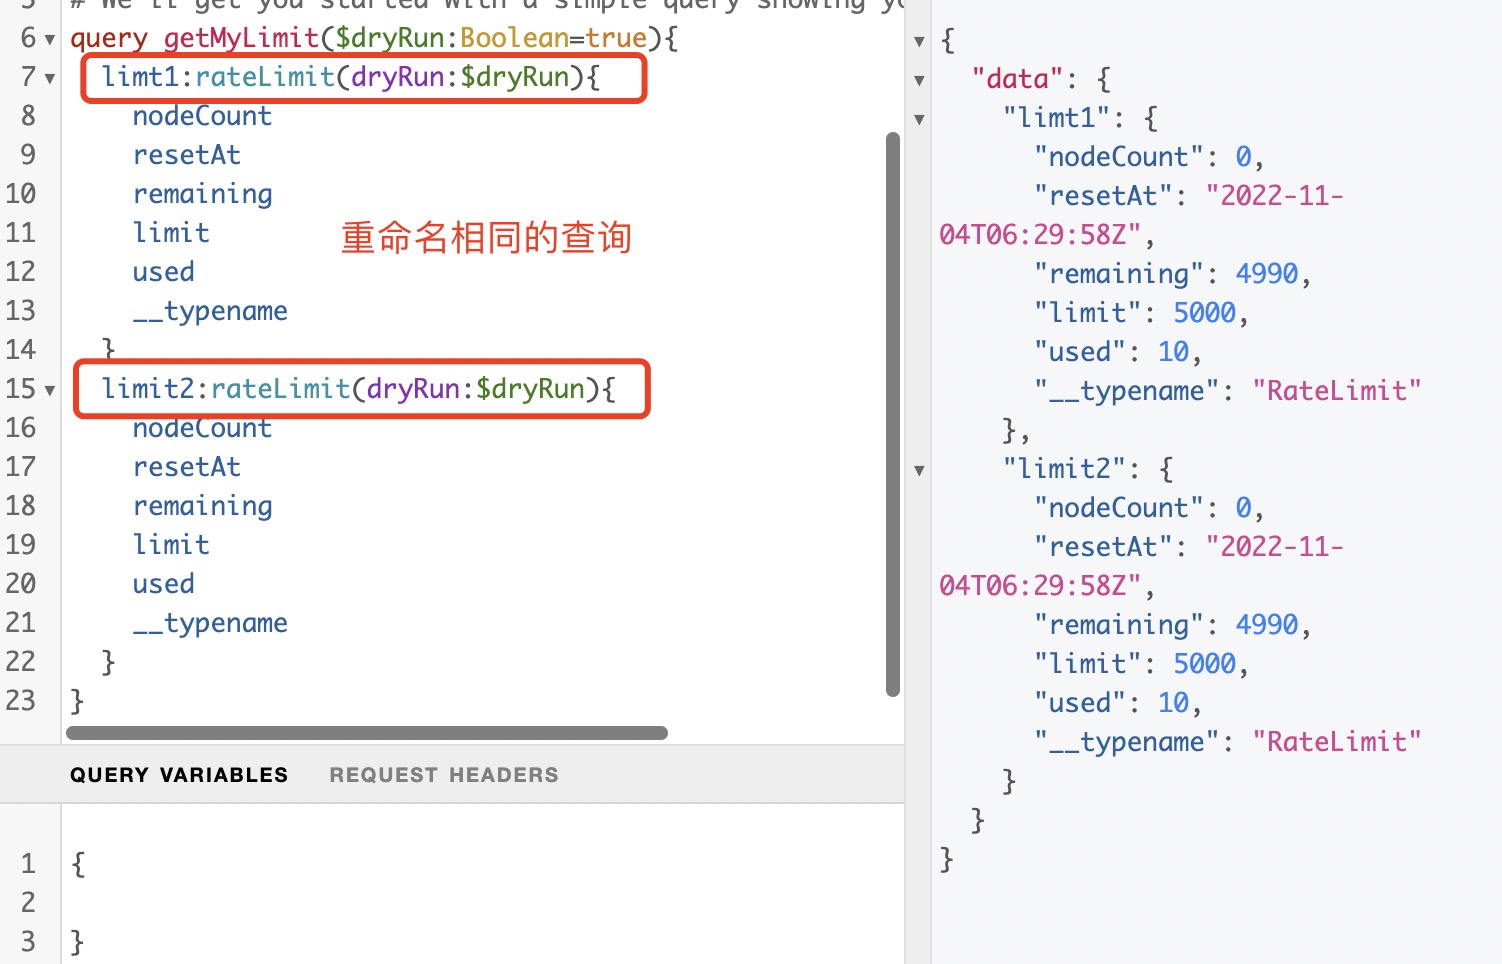 5 # We'll get you started with a simple query showing yo
6 query getMyLimit($dryRun:Boolean=true){
7 limt1:rateLimit(dryRun:$dryRun){
8 nodeCount
9 resetAt
10 remaining
11 limit
重命名相同的查询
12 used
13 __typename
14 }
15 limit2:rateLimit(dryRun:$dryRun){
16 nodeCount
17 resetAt
18 remaining
19 limit
20 used
21 __typename
22 }
23 }
QUERY VARIABLES REQUEST HEADERS
1 {
2
3 }
{
"data": {
"limt1": {
"nodeCount": 0,
"resetAt": "2022-11-
04T06:29:58Z",
"remaining": 4990,
"limit": 5000,
"used": 10,
"__typename": "RateLimit"
},
"limit2": {
"nodeCount": 0,
"resetAt": "2022-11-
04T06:29:58Z",
"remaining": 4990,
"limit": 5000,
"used": 10,
"__typename": "RateLimit"
}
}
}